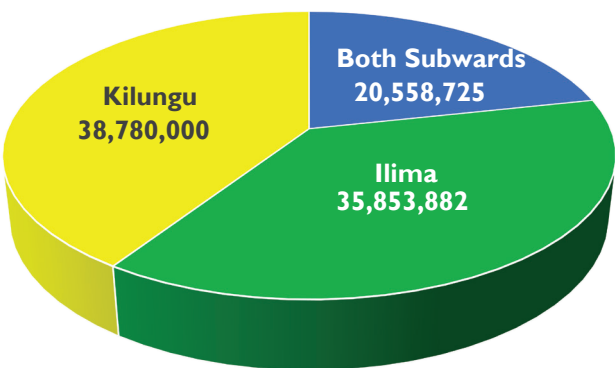 Both Subwards
20,558,725
Kilungu
38,780,000
Ilima
35,853,882